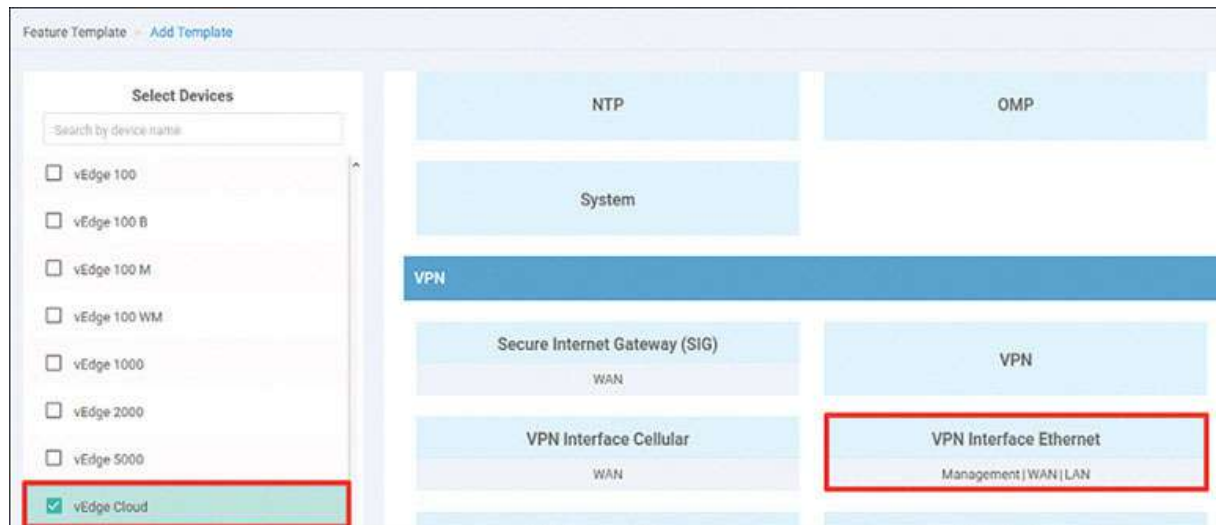 Feature Template > Add Template
Select Devices
Search by device name
vEdge 100
vEdge 100 B
vEdge 100 M
vEdge 100 WM
vEdge 1000
vEdge 2000
vEdge 5000
vEdge Cloud
NTP
OMP
System
VPN
Secure Internet Gateway (SIG)
WAN
VPN
VPN Interface Cellular
WAN
VPN Interface Ethernet
Management | WAN | LAN